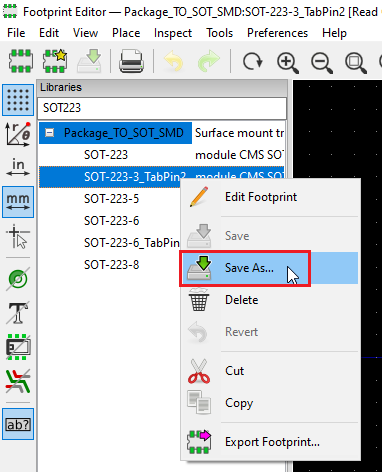 Footprint Editor — Package_TO_SOT_SMD:SOT-223-3_TabPin2 [Read
File Edit View Place Inspect Tools Preferences Help
Libraries
SOT223
Package_TO_SOT_SMD Surface mount tr
SOT-223 module CMS SOT
SOT-223-3_TabPin2 module CMS SOT
SOT-223-5
SOT-223-6
SOT-223-6_TabPin
SOT-223-8
Edit Footprint
Save
Save As...
Delete
Revert
Cut
Copy
Export Footprint...
r θ
in
mm
T
ab?